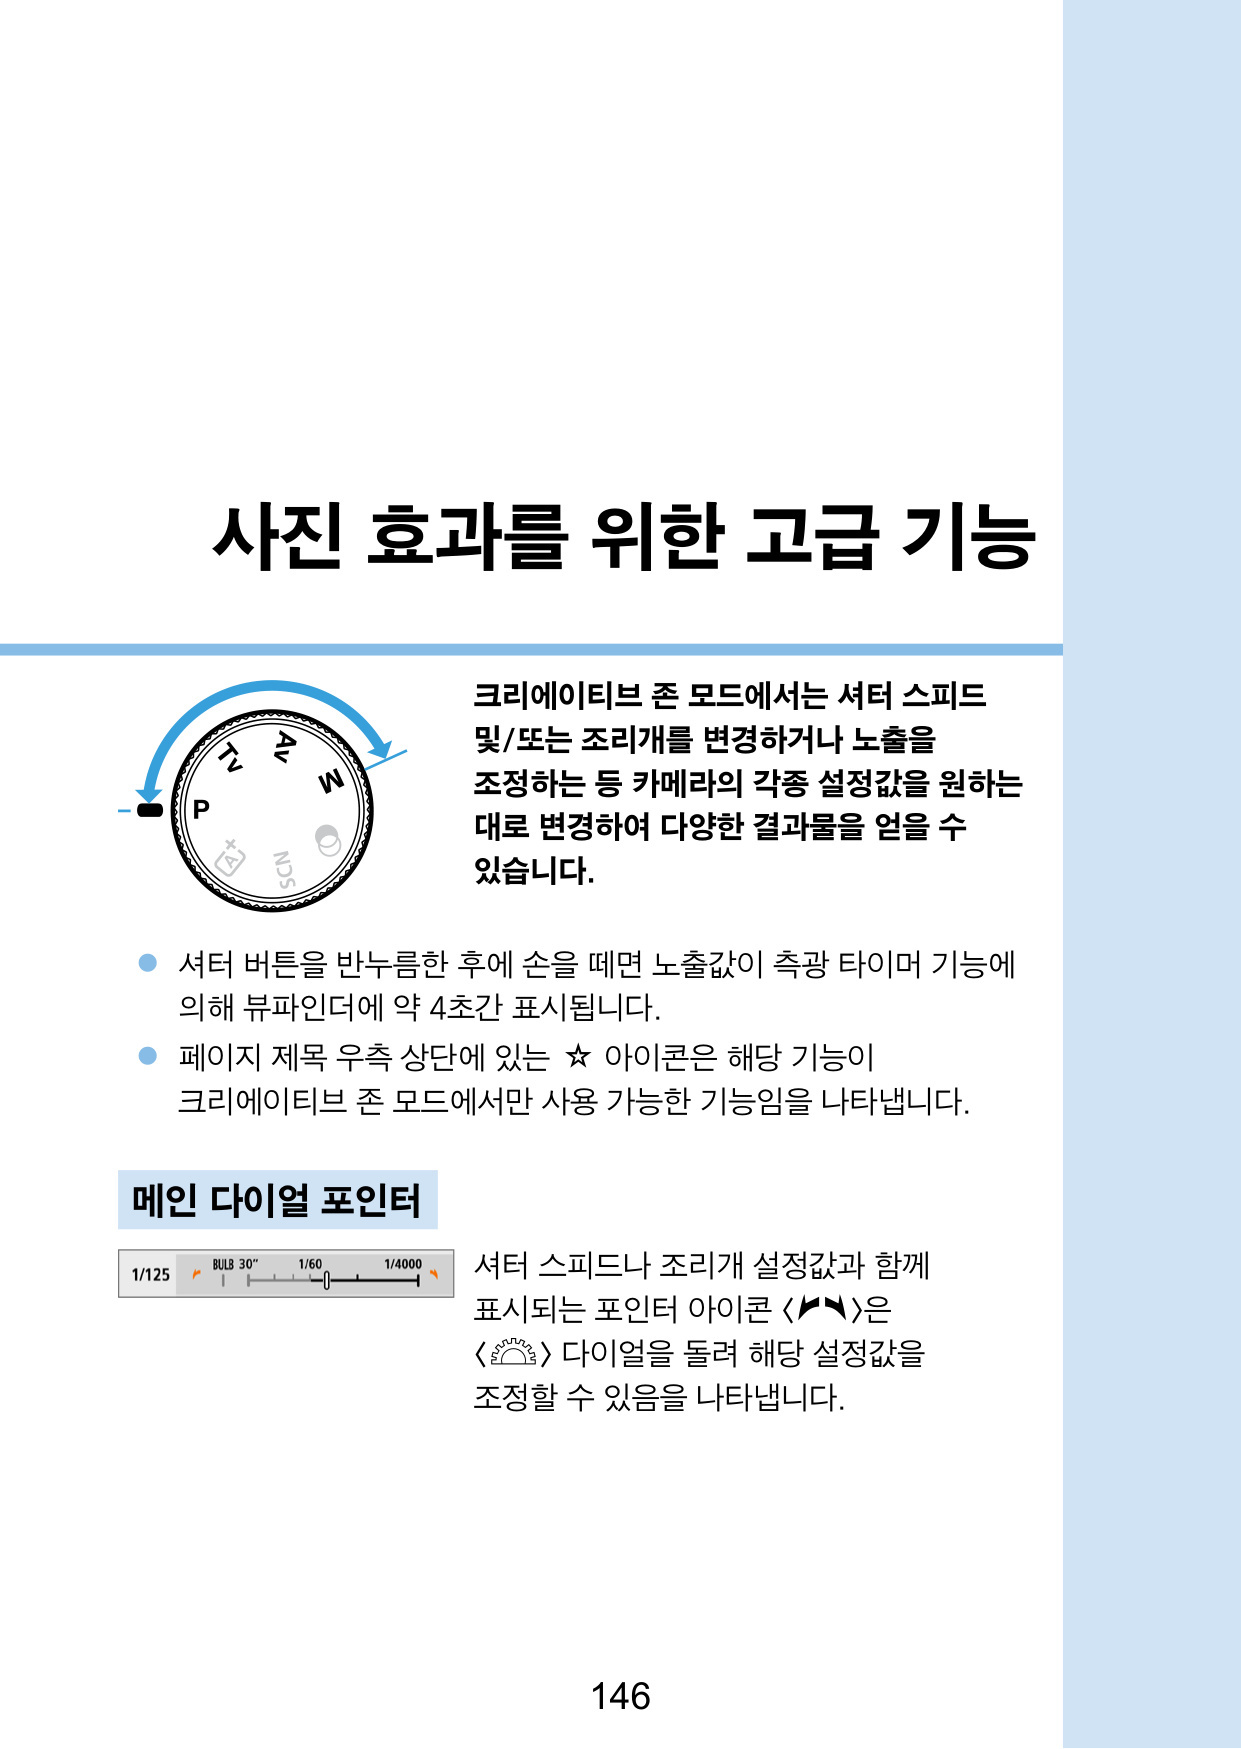 사진 효과를 위한 고급 기능
크리에이티브 존 모드에서는 셔터 스피드
및/또는 조리개를 변경하거나 노출을
조정하는 등 카메라의 각종 설정값을 원하는
대로 변경하여 다양한 결과물을 얻을 수
있습니다.
P
Tv
Av
M
A+
SCN
● 셔터 버튼을 반누름한 후에 손을 떼면 노출값이 측광 타이머 기능에
의해 뷰파인더에 약 4초간 표시됩니다.
● 페이지 제목 우측 상단에 있는 ☆ 아이콘은 해당 기능이
크리에이티브 존 모드에서만 사용 가능한 기능임을 나타냅니다.
메인 다이얼 포인터
1/125 BULB 30" 1/60 1/4000
셔터 스피드나 조리개 설정값과 함께
표시되는 포인터 아이콘 〈 〉은
〈 〉 다이얼을 돌려 해당 설정값을
조정할 수 있음을 나타냅니다.
146